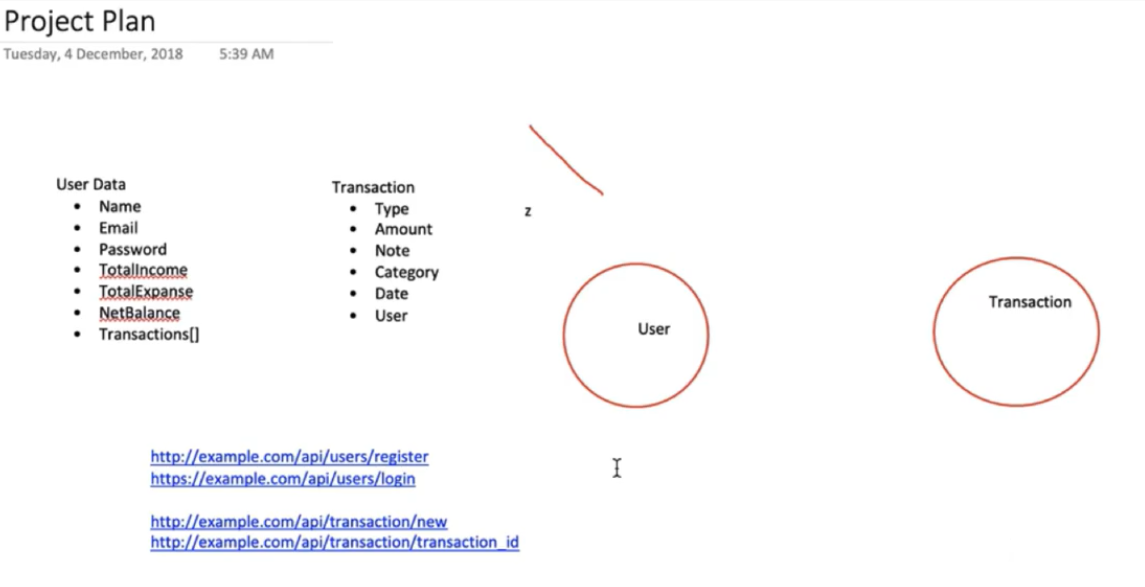 Project Plan
Tuesday, 4 December, 2018 5:39 AM
User Data
• Name
• Email
• Password
• TotalIncome
• TotalExpanse
• NetBalance
• Transactions[]
Transaction
• Type
• Amount
• Note
• Category
• Date
• User
z
User
Transaction
http://example.com/api/users/register
https://example.com/api/users/login
http://example.com/api/transaction/new
http://example.com/api/transaction/transaction_id